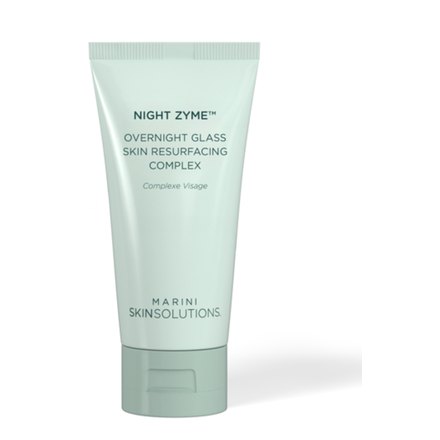 NIGHT ZYME™
OVERNIGHT GLASS
SKIN RESURFACING
COMPLEX
Complexe Visage
MARINI
SKINSOLUTIONS.